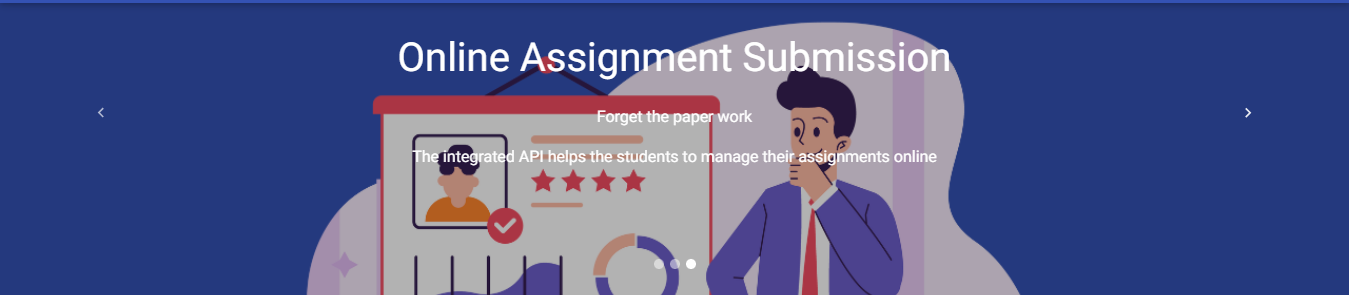 Online Assignment Submission
Forget the paper work
The integrated API helps the students to manage their assignments online